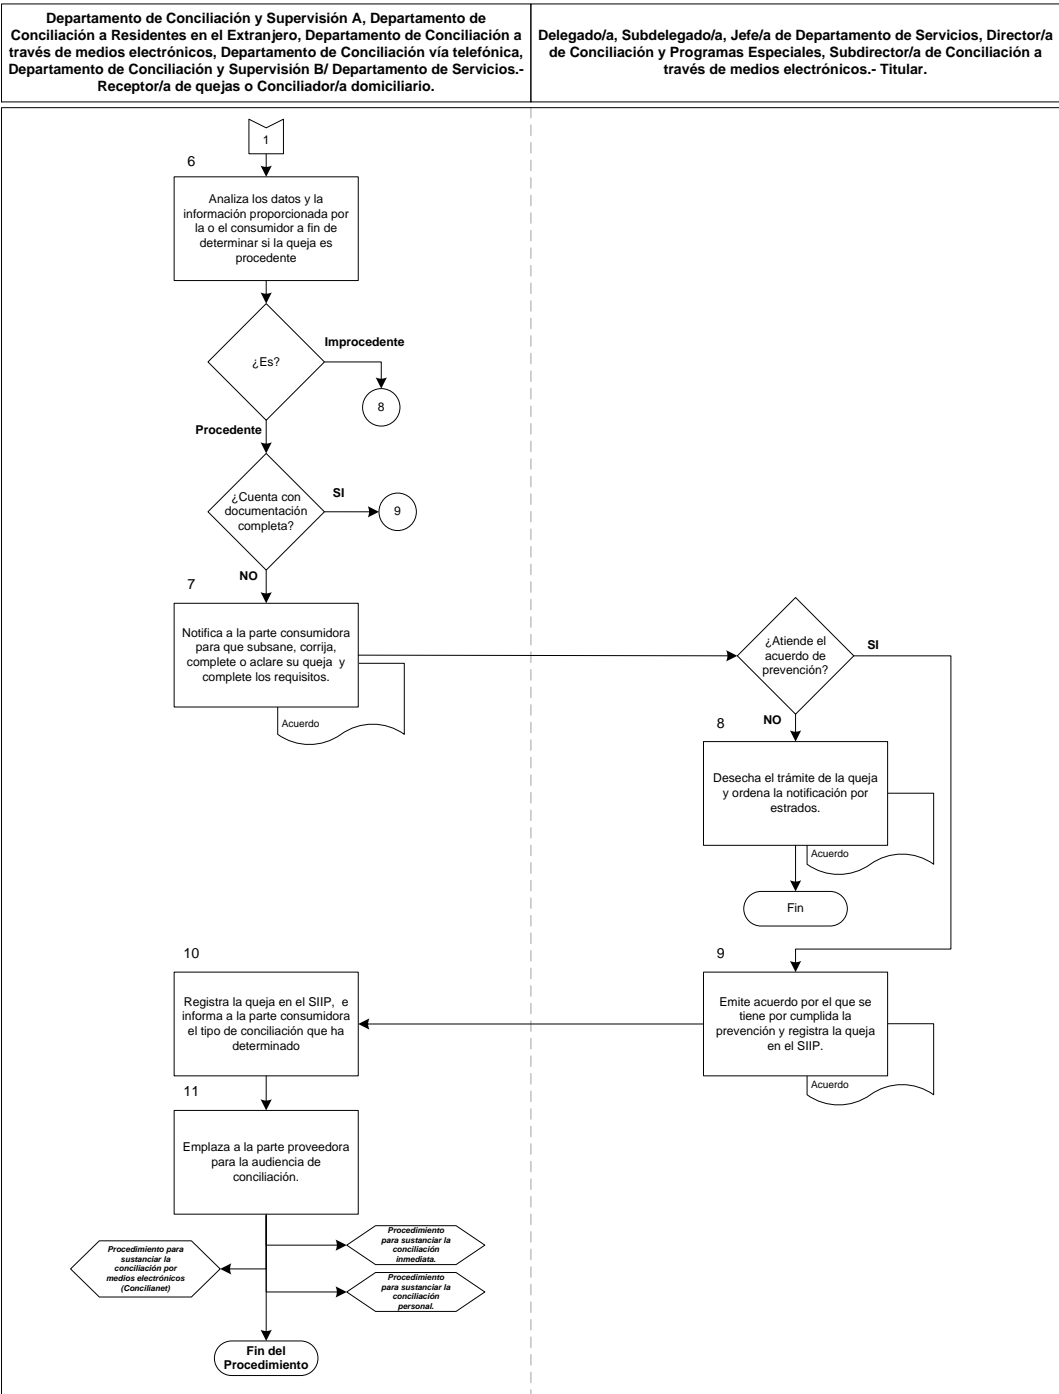 Departamento de Conciliación y Supervisión A, Departamento de
Conciliación a Residentes en el Extranjero, Departamento de Conciliación a
través de medios electrónicos, Departamento de Conciliación vía telefónica,
Departamento de Conciliación y Supervisión B/ Departamento de Servicios.-
Receptor/a de quejas o Conciliador/a domiciliario.
Delegado/a, Subdelegado/a, Jefe/a de Departamento de Servicios, Director/a
de Conciliación y Programas Especiales, Subdirector/a de Conciliación a
través de medios electrónicos.- Titular.
1
6
Analiza los datos y la
información proporcionada por
la o el consumidor a fin de
determinar si la queja es
procedente
¿Es?
Improcedente
8
Procedente
¿Cuenta con
documentación
completa?
SI
9
NO
7
Notifica a la parte consumidora
para que subsane, corrija,
complete o aclare su queja y
complete los requisitos.
Acuerdo
¿Atiende el
acuerdo de
prevención?
SI
NO
8
Desecha el trámite de la queja
y ordena la notificación por
estrados.
Acuerdo
Fin
9
Emite acuerdo por el que se
tiene por cumplida la
prevención y registra la queja
en el SIIP.
Acuerdo
10
Registra la queja en el SIIP, e
informa a la parte consumidora
el tipo de conciliación que ha
determinado
11
Emplaza a la parte proveedora
para la audiencia de
conciliación.
Procedimiento
para sustanciar la
conciliación
inmediata.
Procedimiento para
sustanciar la
conciliación por
medios electrónicos
(Concilianet)
Procedimiento
para sustanciar la
conciliación
personal.
Fin del
Procedimiento